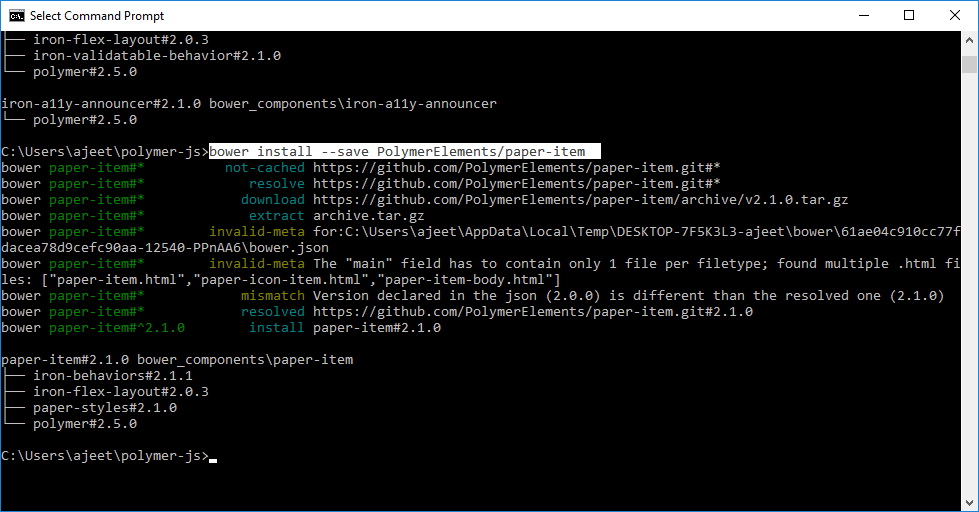 Select Command Prompt
├── iron-flex-layout#2.0.3
├── iron-validatable-behavior#2.1.0
└── polymer#2.5.0
iron-a11y-announcer#2.1.0 bower_components\iron-a11y-announcer
└── polymer#2.5.0
C:\Users\ajeet\polymer-js>bower install --save PolymerElements/paper-item
bower paper-item#*          not-cached https://github.com/PolymerElements/paper-item.git#*
bower paper-item#*             resolve https://github.com/PolymerElements/paper-item.git#*
bower paper-item#*            download https://github.com/PolymerElements/paper-item/archive/v2.1.0.tar.gz
bower paper-item#*             extract archive.tar.gz
bower paper-item#*        invalid-meta for:C:\Users\ajeet\AppData\Local\Temp\DESKTOP-7F5K3L3-ajeet\bower\61ae04c910cc77f
dacea78d9cefc90aa-12540-PPnAA6\bower.json
bower paper-item#*        invalid-meta The "main" field has to contain only 1 file per filetype; found multiple .html fi
les: ["paper-item.html","paper-icon-item.html","paper-item-body.html"]
bower paper-item#*            mismatch Version declared in the json (2.0.0) is different than the resolved one (2.1.0)
bower paper-item#*            resolved https://github.com/PolymerElements/paper-item.git#2.1.0
bower paper-item#^2.1.0        install paper-item#2.1.0
paper-item#2.1.0 bower_components\paper-item
├── iron-behaviors#2.1.1
├── iron-flex-layout#2.0.3
├── paper-styles#2.1.0
└── polymer#2.5.0
C:\Users\ajeet\polymer-js>